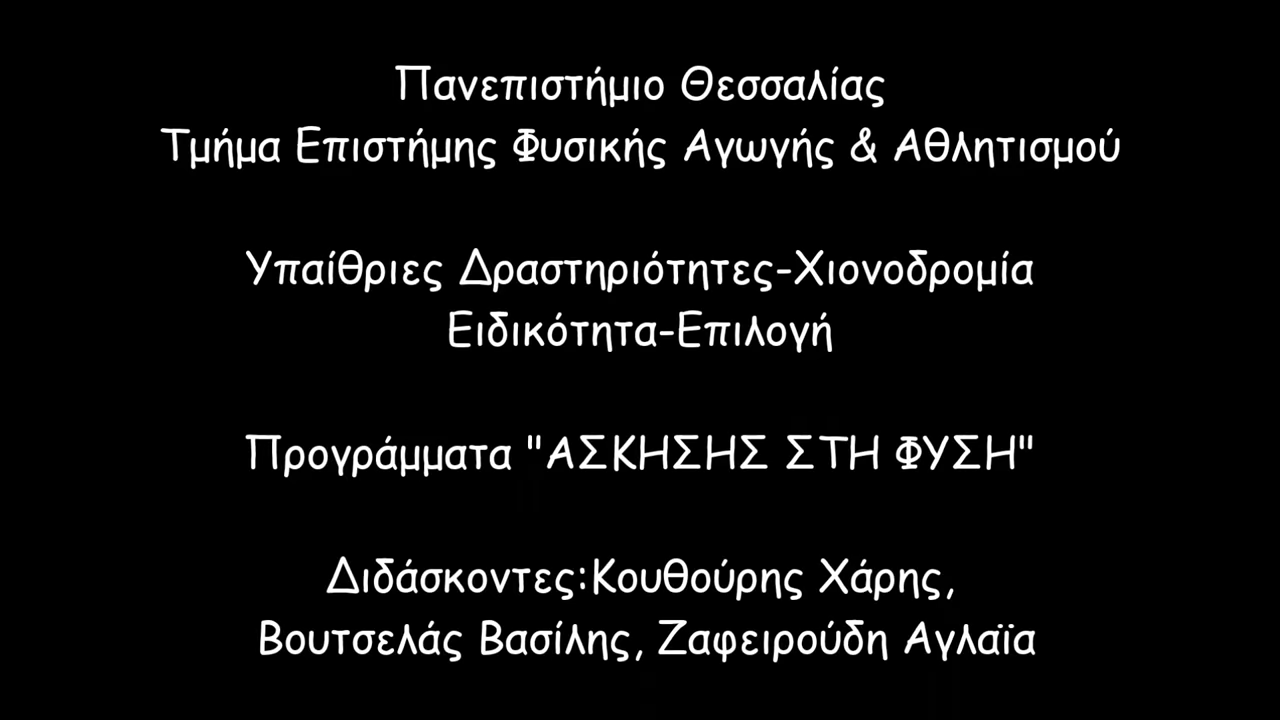 Πανεπιστήμιο Θεσσαλίας
Τμήμα Επιστήμης Φυσικής Αγωγής & Αθλητισμού
Υπαίθριες Δραστηριότητες-Χιονοδρομία
Ειδικότητα-Επιλογή
Προγράμματα "ΑΣΚΗΣΗΣ ΣΤΗ ΦΥΣΗ"
Διδάσκοντες:Κουθούρης Χάρης,
Βουτσελάς Βασίλης, Ζαφειρούδη Αγλαϊα